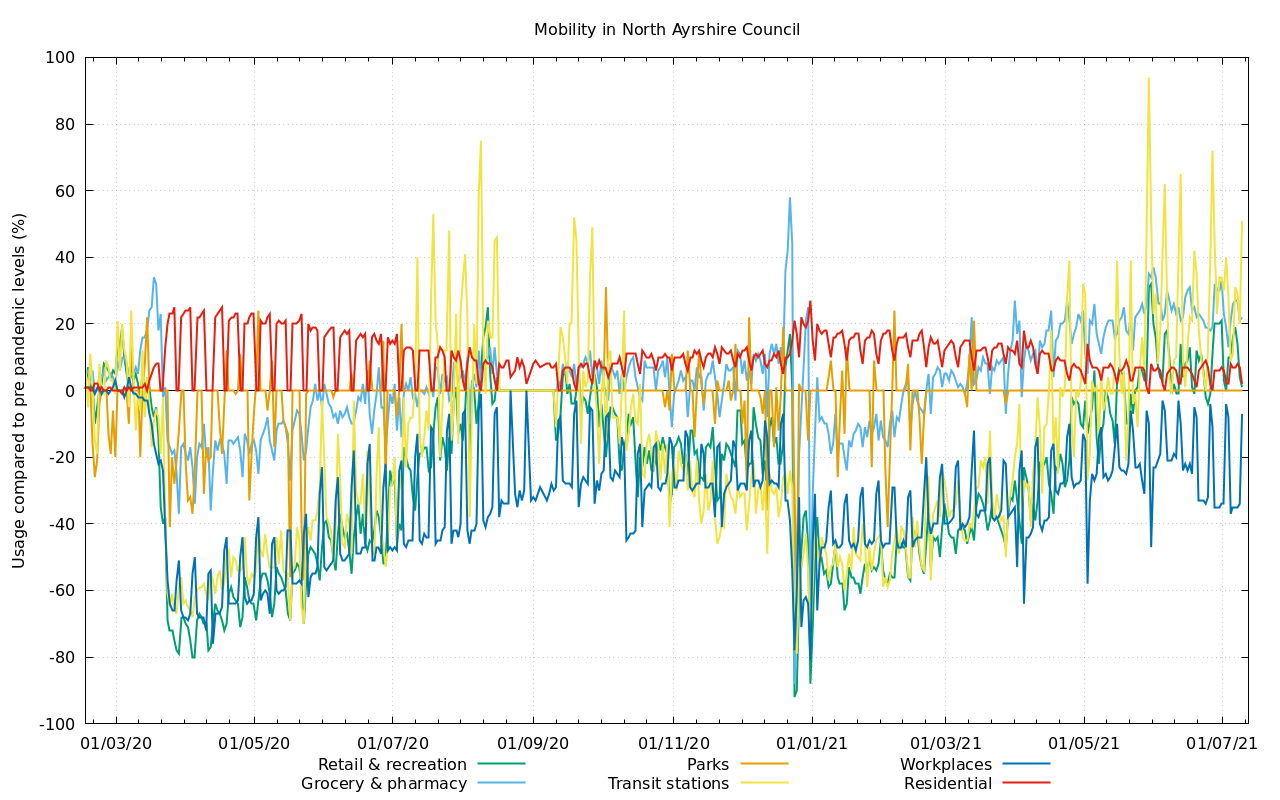 Mobility in North Ayrshire Council
Usage compared to pre pandemic levels (%)
100
80
60
40
20
0
-20
-40
-60
-80
-100
01/03/20 01/05/20 01/07/20 01/09/20 01/11/20 01/01/21 01/03/21 01/05/21 01/07/21
Retail & recreation Parks Workplaces
Grocery & pharmacy Transit stations Residential